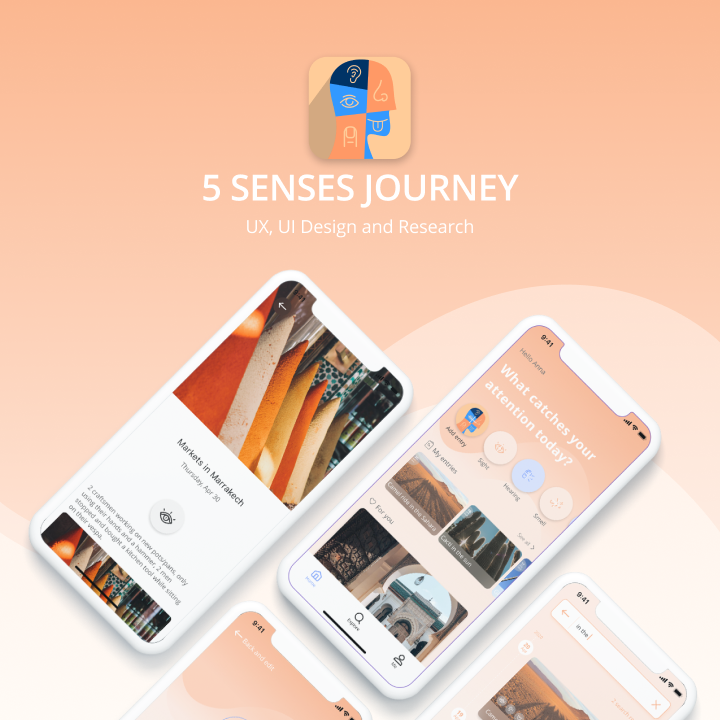 5 SENSES JOURNEY
UX, UI Design and Research
Markets in Marrakech
Thursday, Apr 30
2 craftsmen working on new pots/pans, only
using their hands and a hammer, 2 men
stopped and bought a kitchen tool while sitting
on their vespa.
9:41
Hello Anna
What catches your
attention today?
Add entry
Sight
Hearing
Smell
My entries
Camel ride in the Sahara
Cacti in the sun
See all
For you
Home
Explore
Me
9:41
Back and edit
9:41
in the